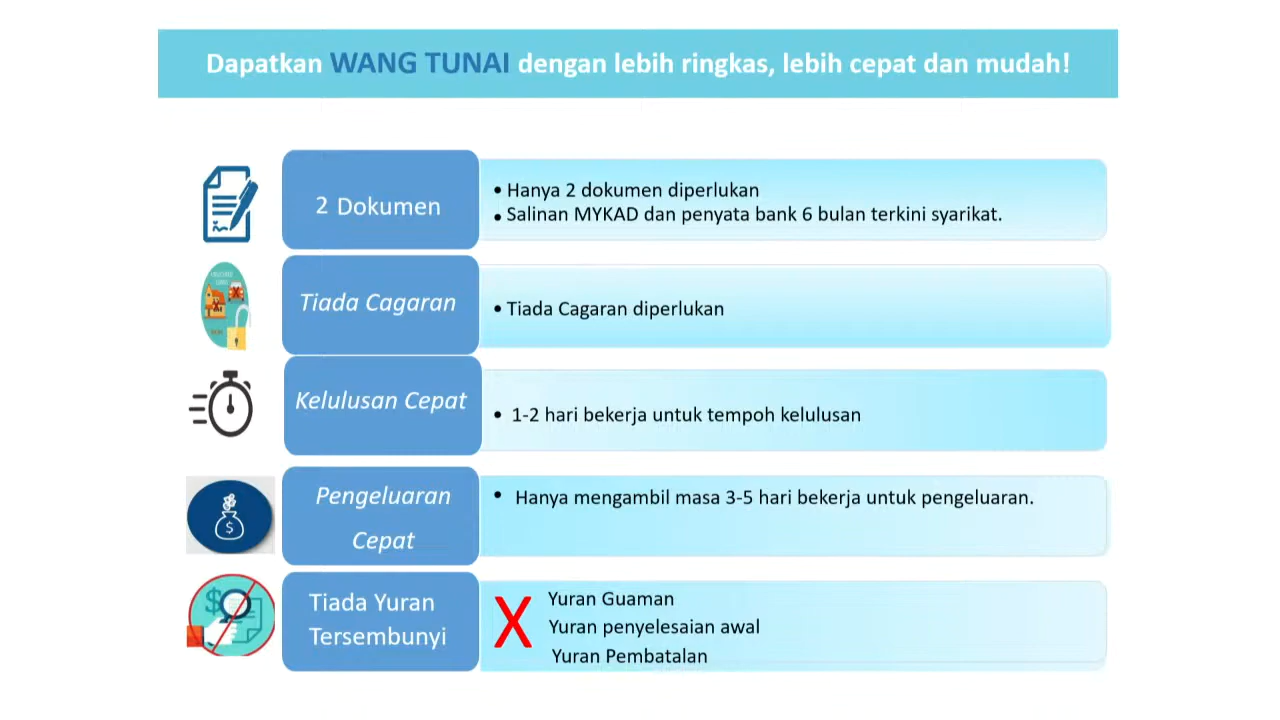 Dapatkan WANG TUNAI dengan lebih ringkas, lebih cepat dan mudah!
2 Dokumen
• Hanya 2 dokumen diperlukan
• Salinan MYKAD dan penyata bank 6 bulan terkini syarikat.
Tiada Cagaran
• Tiada Cagaran diperlukan
Kelulusan Cepat
• 1-2 hari bekerja untuk tempoh kelulusan
Pengeluaran
Cepat
• Hanya mengambil masa 3-5 hari bekerja untuk pengeluaran.
Tiada Yuran
Tersembunyi
X
Yuran Guaman
Yuran penyelesaian awal
Yuran Pembatalan